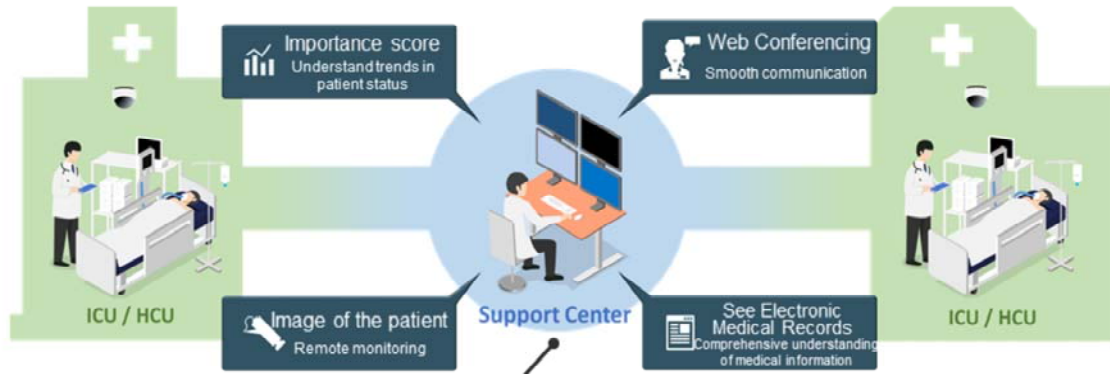 Importance score
Understand trends in
patient status
Web Conferencing
Smooth communication
ICU / HCU
Image of the patient
Remote monitoring
Support Center
See Electronic
Medical Records
Comprehensive understanding
of medical information
ICU / HCU